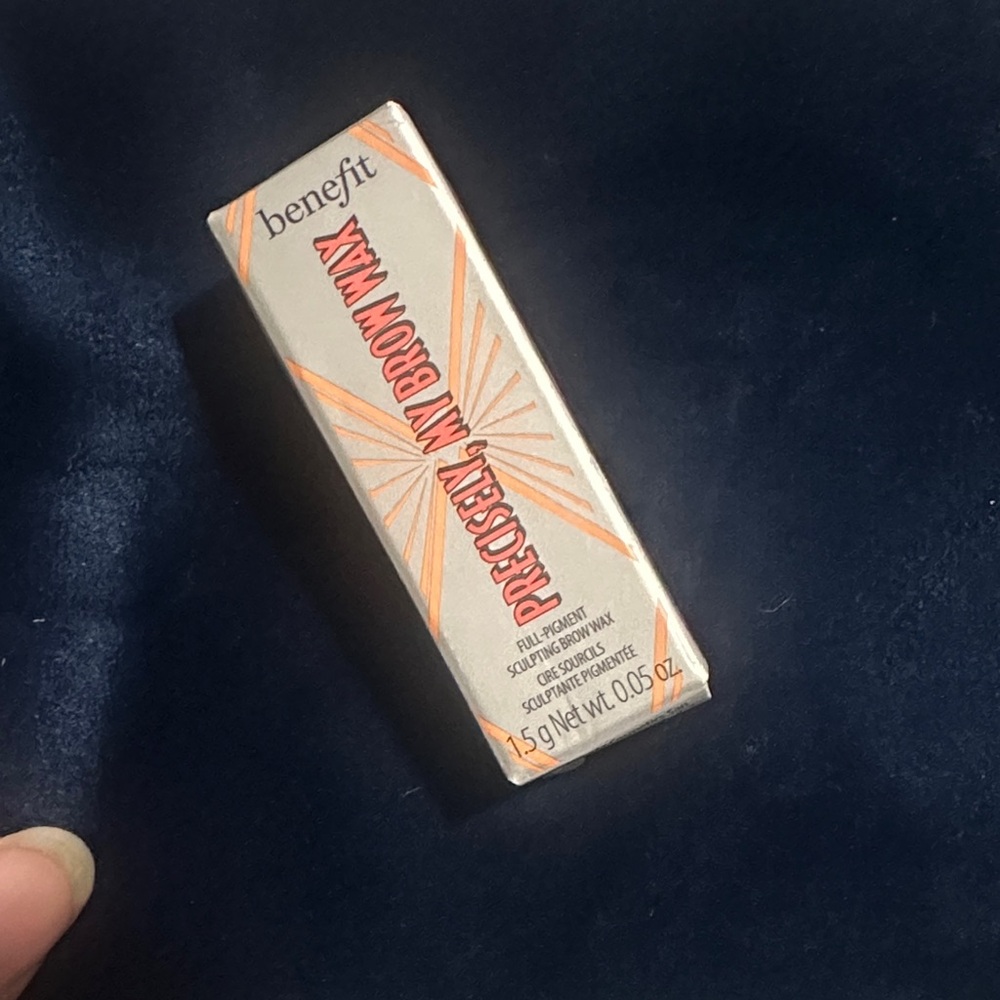 benefit
PRECISELY, MY BROW WAX
FULL-PIGMENT
SCULPTING BROW WAX
CIRE SOURCILS
SCULPTANTE PIGMENTÉE
1.5 g Net wt. 0.05 oz.